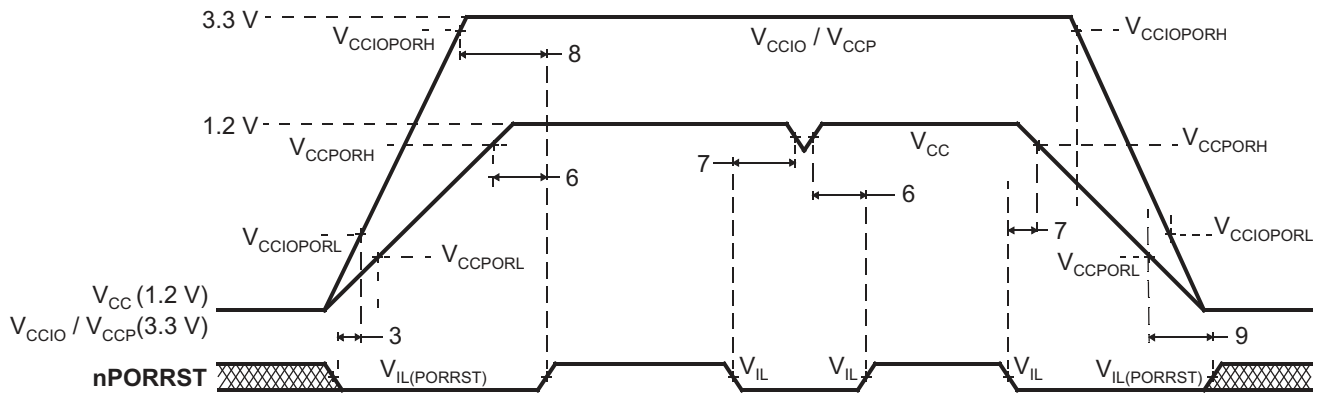 3.3 V
V_CCIOPORH
8
V_CCIO / V_CCP
V_CCIOPORH
1.2 V
V_CCPORH
6
7
V_CC
6
V_CCPORH
7
V_CCIOPORL
V_CCPORL
V_CCPORL
V_CCIOPORL
V_CC (1.2 V)
V_CCIO / V_CCP(3.3 V)
3
9
nPORRST
V_IL(PORRST)
V_IL
V_IL
V_IL
V_IL(PORRST)